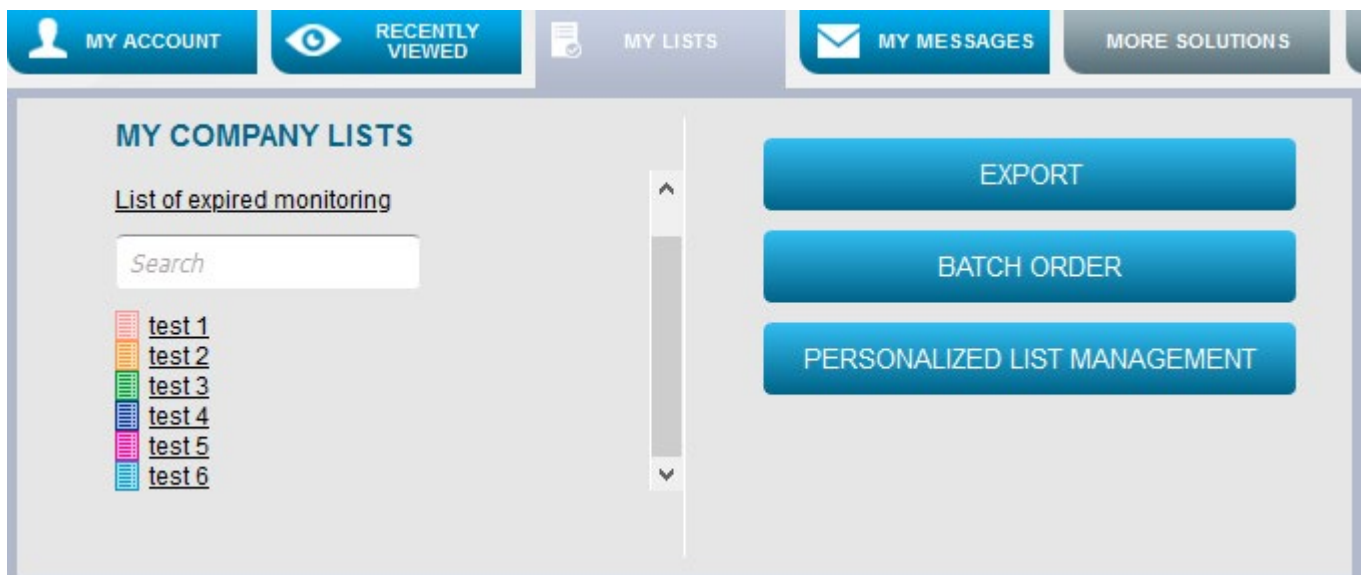 MY ACCOUNT
RECENTLY
VIEWED
MY LISTS
MY MESSAGES
MORE SOLUTIONS
MY COMPANY LISTS
List of expired monitoring
Search
test 1
test 2
test 3
test 4
test 5
test 6
EXPORT
BATCH ORDER
PERSONALIZED LIST MANAGEMENT